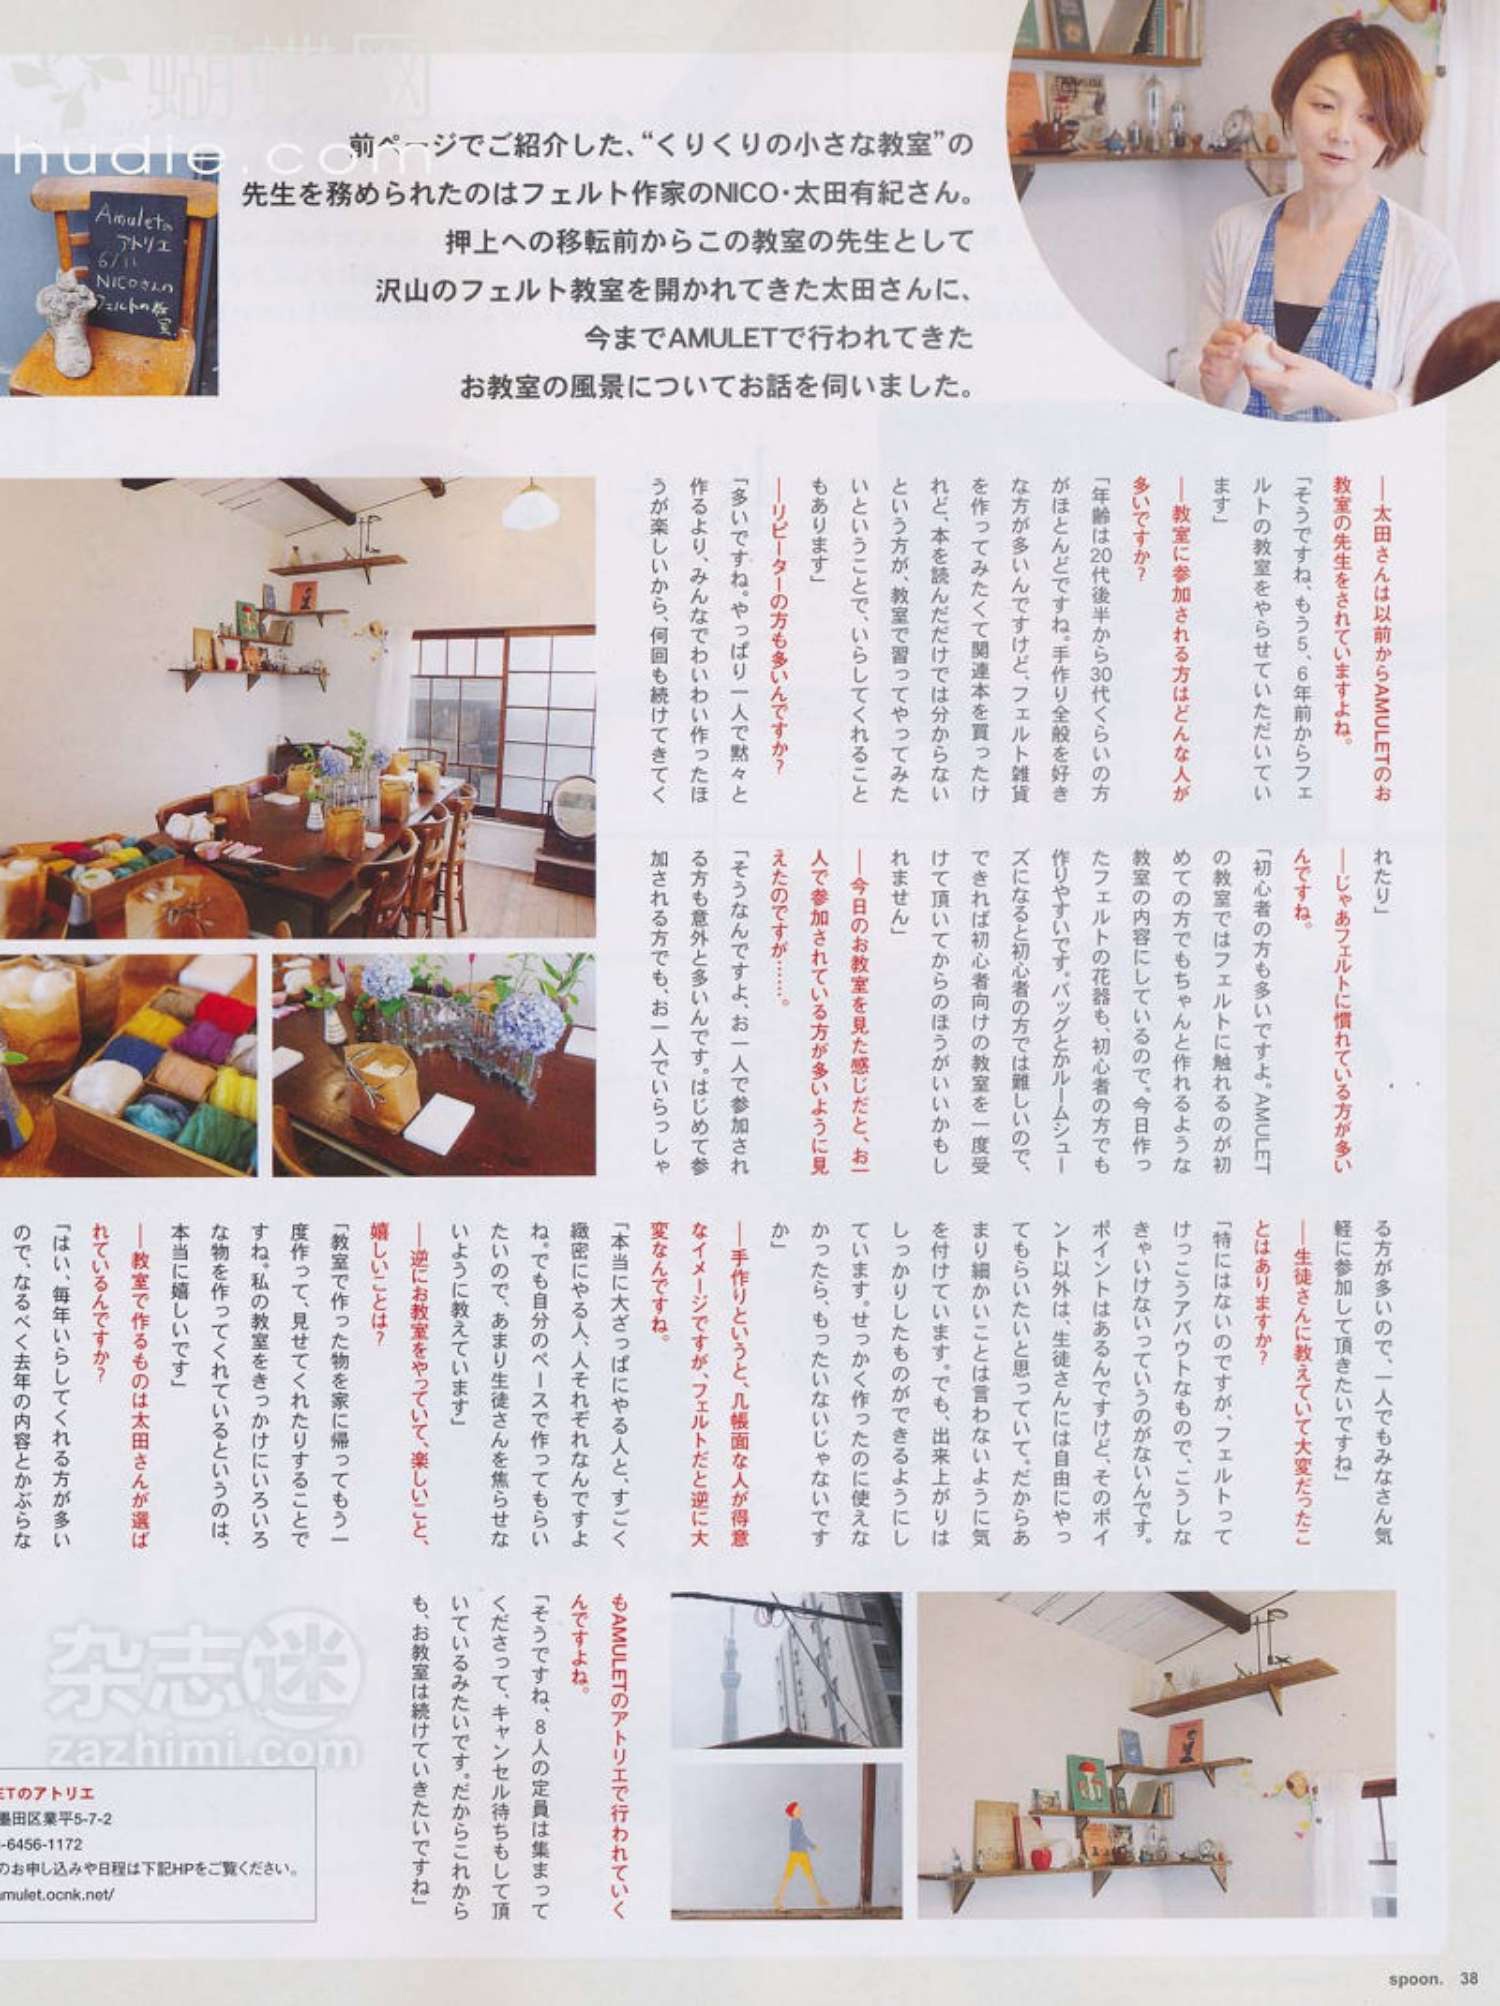 蝴蝶网
hudie.com
前ページでご紹介した、“くりくりの小さな教室”の
先生を務められたのはフェルト作家のNICO・太田有紀さん。
押上への移転前からこの教室の先生として
沢山のフェルト教室を開かれてきた太田さんに、
今までAMULETで行われてきた
お教室の風景についてお話を伺いました。
Amuletの
アトリエ
6/11
NICOさんの
フェルトの教
室
―太田さんは以前からAMULETのお
教室の先生をされていますよね。
「そうですね、もう5、6年前からフェ
ルトの教室をやらせていただいてい
ます」
―教室に参加される方はどんな人が
多いですか?
「年齢は20代後半から30代くらいの方
がほとんどですね。手作り全般を好き
な方が多いんですけど、フェルト雑貨
を作ってみたくて関連本を買ったけ
れど、本を読んだだけでは分からない
という方が、教室で習ってやってみた
いということで、いらしてくれること
もあります」
―リピーターの方も多いんですか?
「多いですね。やっぱり一人で黙々と
作るより、みんなでわいわい作ったほ
うが楽しいから、何回も続けてきてく
れたり」
―じゃあフェルトに慣れている方が多い
んですね。
「初心者の方も多いですよ。AMULET
の教室ではフェルトに触れるのが初
めての方でもちゃんと作れるような
教室の内容にしているので。今日作っ
たフェルトの花器も、初心者の方でも
作りやすいです。バッグとかルームシュー
ズになると初心者の方では難しいので、
できれば初心者向けの教室を一度受
けて頂いてからのほうがいいかもし
れません」
―今日のお教室を見た感じだと、お一
人で参加されている方が多いように見
えたのですが……。
「そうなんですよ、お一人で参加され
る方も意外と多いんです。はじめて参
加される方でも、お一人でいらっしゃ
る方が多いので、一人でもみなさん気
軽に参加して頂きたいですね」
―生徒さんに教えていて大変だったこ
とはありますか?
「特にはないのですが、フェルトって
けっこうアバウトなもので、こうしな
きゃいけないっていうのがないんです。
ポイントはあるんですけど、そのポイ
ント以外は、生徒さんには自由にやっ
てもらいたいと思っていて。だからあ
まり細かいことは言わないように気
を付けています。でも、出来上がりは
しっかりしたものができるようにし
ています。せっかく作ったのに使えな
かったら、もったいないじゃないです
か」
―手作りというと、几帳面な人が得意
なイメージですが、フェルトだと逆に大
変なんですね。
「本当に大ざっぱにやる人と、すごく
緻密にやる人、人それぞれなんですよ
ね。でも自分のペースで作ってもらい
たいので、あまり生徒さんを焦らせな
いように教えています」
―逆にお教室をやっていて、楽しいこと、
嬉しいことは?
「教室で作った物を家に帰ってもう一
度作って、見せてくれたりすることで
すね。私の教室をきっかけにいろいろ
な物を作ってくれているというのは、
本当に嬉しいです」
―教室で作るものは太田さんが選ば
れているんですか?
「はい、毎年いらしてくれる方が多い
ので、なるべく去年の内容とかぶらな
もAMULETのアトリエで行われていく
んですよね。
「そうですね、8人の定員は集まって
くださって、キャンセル待ちもして頂
いているみたいです。だからこれから
も、お教室は続けていきたいですね」
杂志迷
zazhimi.com
ETのアトリエ
墨田区業平5-7-2
-6456-1172
のお申し込みや日程は下記HPをご覧ください。
amulet.ocnk.net/
spoon. 38